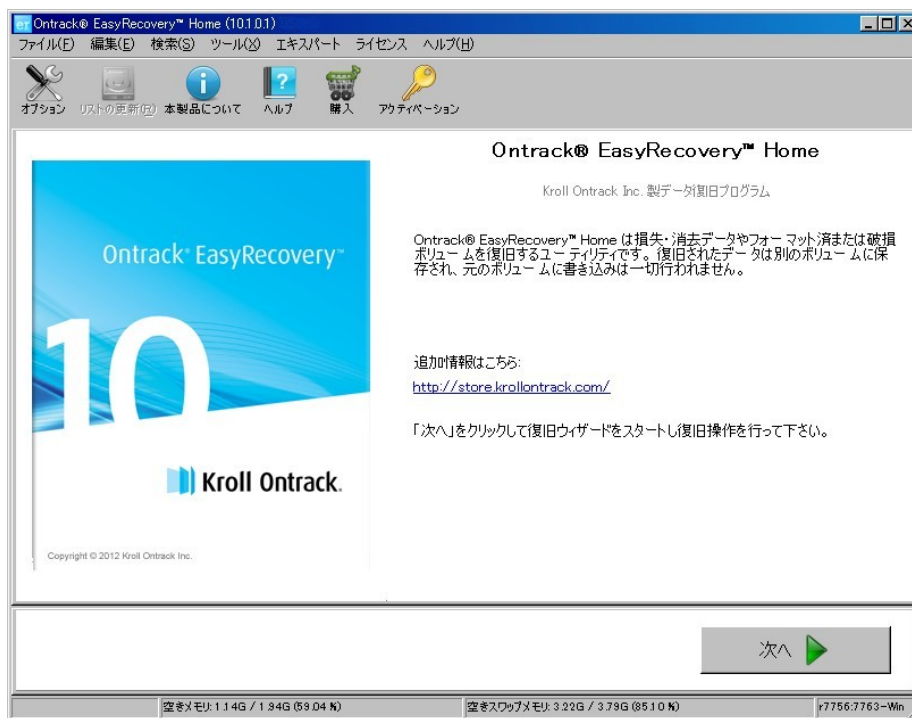 er Ontrack® EasyRecovery™ Home (10.1.0.1)
ファイル(F) 編集(E) 検索(S) ツール(X) エキスパート ライセンス ヘルプ(H)
オプション リストの更新(R) 本製品について ヘルプ 購入 アクティベーション
Ontrack® EasyRecovery™ Home
Kroll Ontrack Inc. 製データ復旧プログラム
Ontrack® EasyRecovery™
10
Kroll Ontrack.
Copyright © 2012 Kroll Ontrack Inc.
Ontrack® EasyRecovery™ Home は損失・消去データやフォーマット済または破損
ボリュームを復旧するユーティリティです。復旧されたデータは別のボリュームに保
存され、元のボリュームに書き込みは一切行われません。
追加情報はこちら:
http://store.krollontrack.com/
「次へ」をクリックして復旧ウィザードをスタートし復旧操作を行って下さい。
次へ
空きメモリ: 1.14G / 1.94G (59.04 %) 空きスワップメモリ: 3.22G / 3.79G (85.10 %) r7756:7763-Win